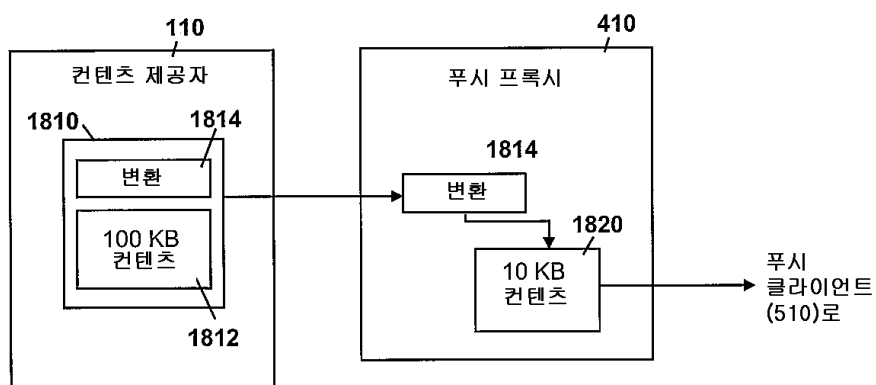 110
컨텐츠 제공자
1810
1814
변환
100 KB
컨텐츠
1812
410
푸시 프록시
1814
변환
1820
10 KB
컨텐츠
푸시
클라이언트
(510)로